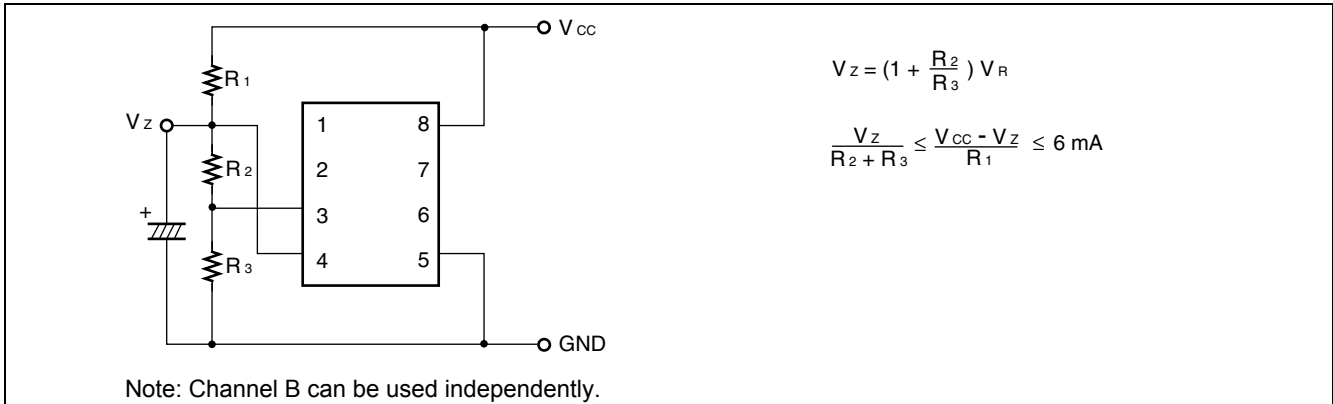 V CC
R 1
V Z
R 2
+
R 3
1 8
2 7
3 6
4 5
GND
V Z = (1 + R 2 / R 3 ) V R
V Z / R 2 + R 3 ≤ V CC - V Z / R 1 ≤ 6 mA
Note: Channel B can be used independently.